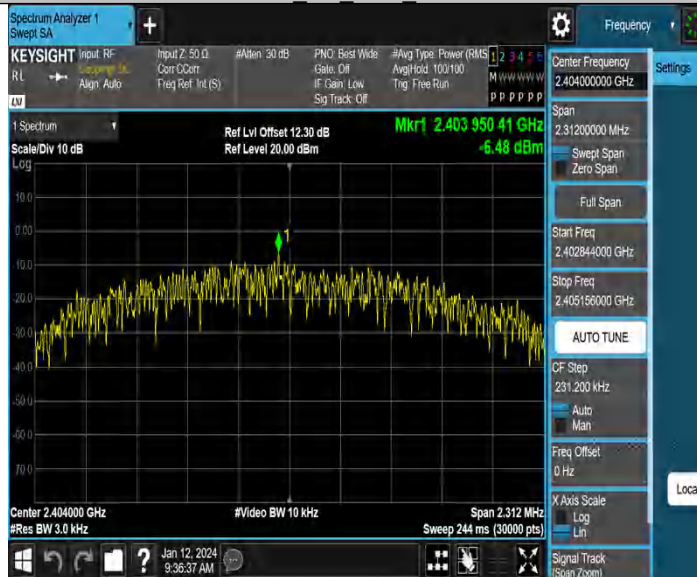 Spectrum Analyzer 1
Swept SA
Frequency
KEYSIGHT
Input: RF
Coupling: DC
Align: Auto
Input Z: 50 Ω
Corr CCorr
Freq Ref: Int (S)
#Atten: 30 dB
PNO: Best Wide
Gate: Off
IF Gain: Low
Sig Track: Off
#Avg Type: Power (RMS
Avg|Hold: 100/100
Trig: Free Run
1 2 3 4 5 6
M W W W W W
P P P P P P
RL
LXI
1 Spectrum
Scale/Div 10 dB
Log
Ref Lvl Offset 12.30 dB
Ref Level 20.00 dBm
Mkr1 2.403 950 41 GHz
-6.48 dBm
1
10.0
0.00
-10.0
-20.0
-30.0
-40.0
-50.0
-60.0
-70.0
Center 2.404000 GHz
#Res BW 3.0 kHz
#Video BW 10 kHz
Span 2.312 MHz
Sweep 244 ms (30000 pts)
Center Frequency
2.404000000 GHz
Settings
Span
2.31200000 MHz
Swept Span
Zero Span
Full Span
Start Freq
2.402844000 GHz
Stop Freq
2.405156000 GHz
AUTO TUNE
CF Step
231.200 kHz
Auto
Man
Freq Offset
0 Hz
Loca
X Axis Scale
Log
Lin
Signal Track
(Span Zoom)
Jan 12, 2024
9:36:37 AM